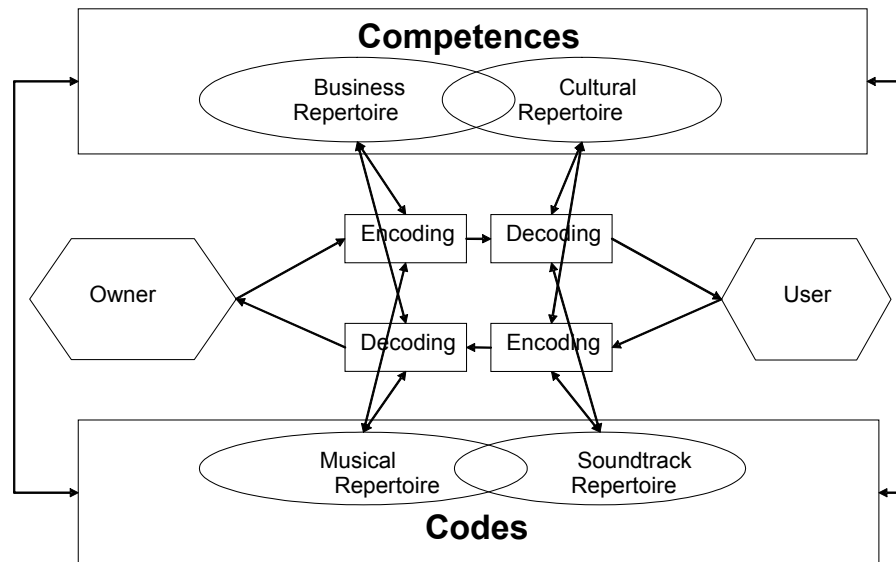 Competences
Business
Repertoire
Cultural
Repertoire
Encoding
Decoding
Owner
User
Decoding
Encoding
Musical
Repertoire
Soundtrack
Repertoire
Codes